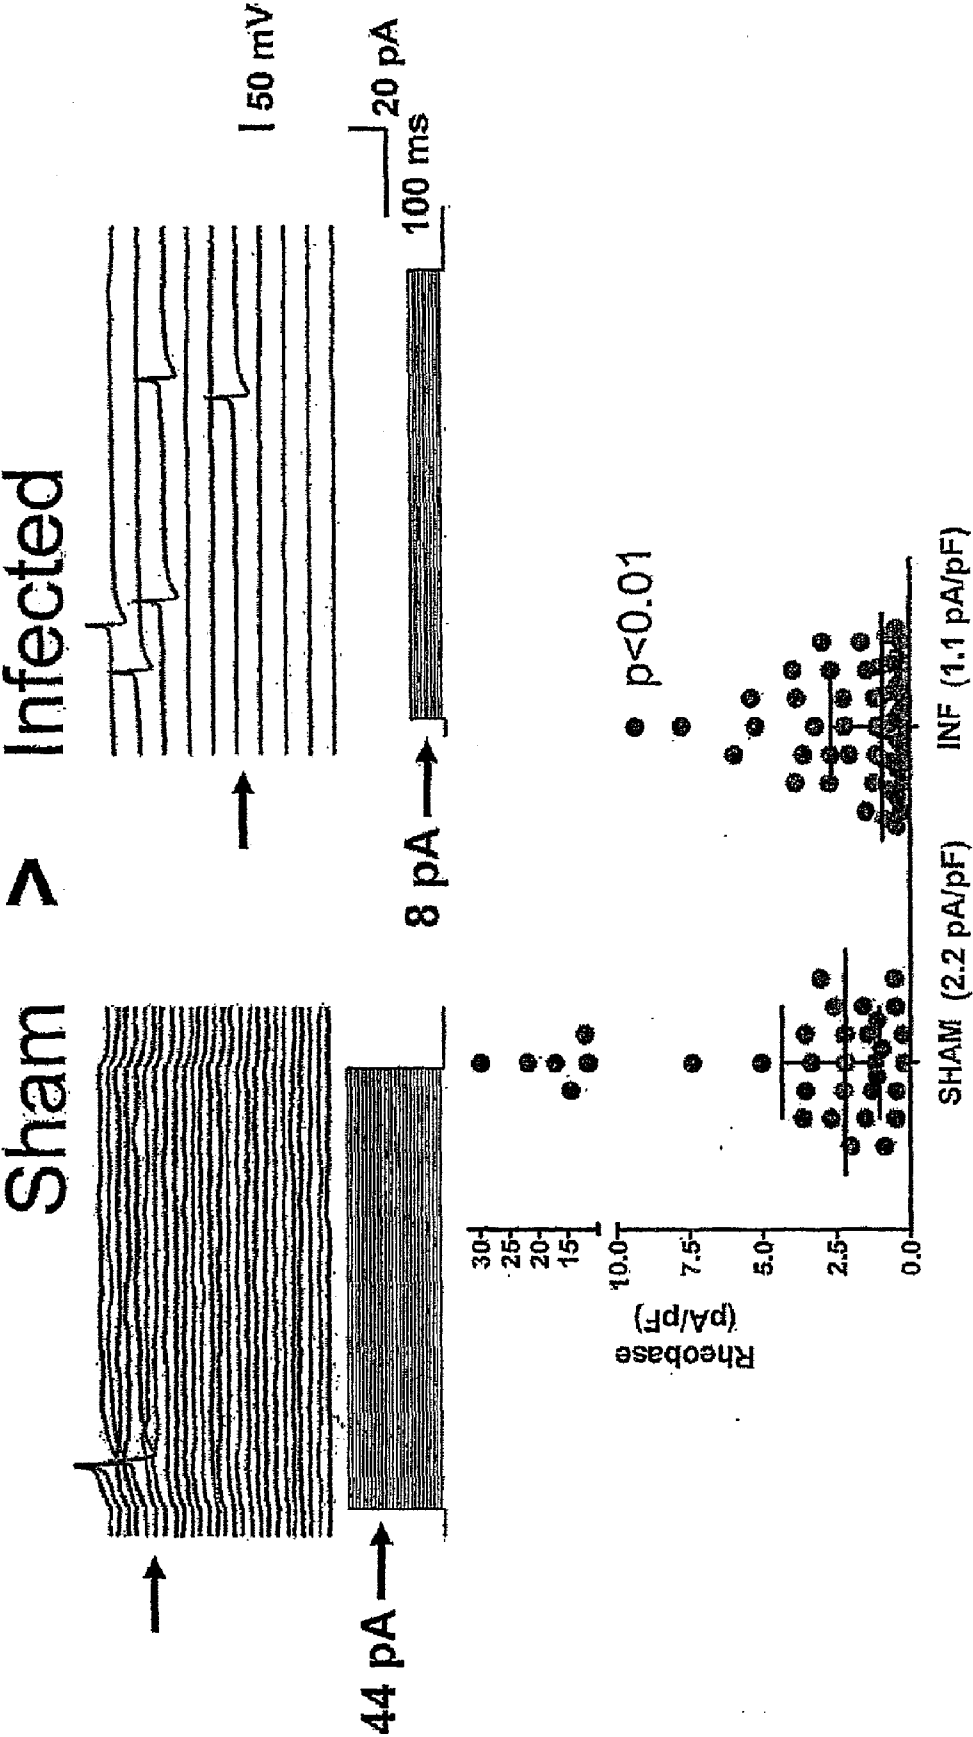 Sham > Infected
50 mV
44 pA
8 pA
20 pA
100 ms
Rheobase
(pA/pF)
30
25
20
15
10.0
7.5
5.0
2.5
0.0
p<0.01
SHAM (2.2 pA/pF)
INF (1.1 pA/pF)